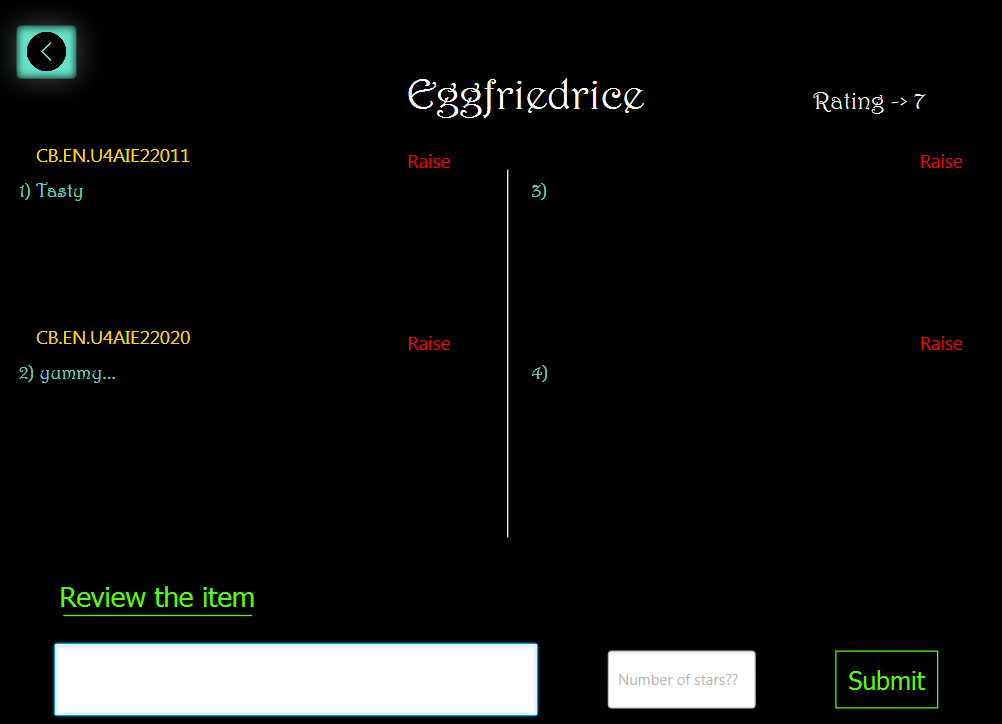 Eggfriedrice
Rating -> 7
CB.EN.U4AIE22011
Raise
1) Tasty
CB.EN.U4AIE22020
Raise
2) yummy...
Raise
3)
Raise
4)
Review the item
Number of stars??
Submit